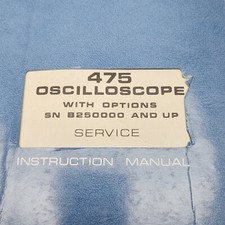 475
OSCILLOSCOPE
WITH OPTIONS
SN B250000 AND UP
SERVICE
INSTRUCTION MANUAL